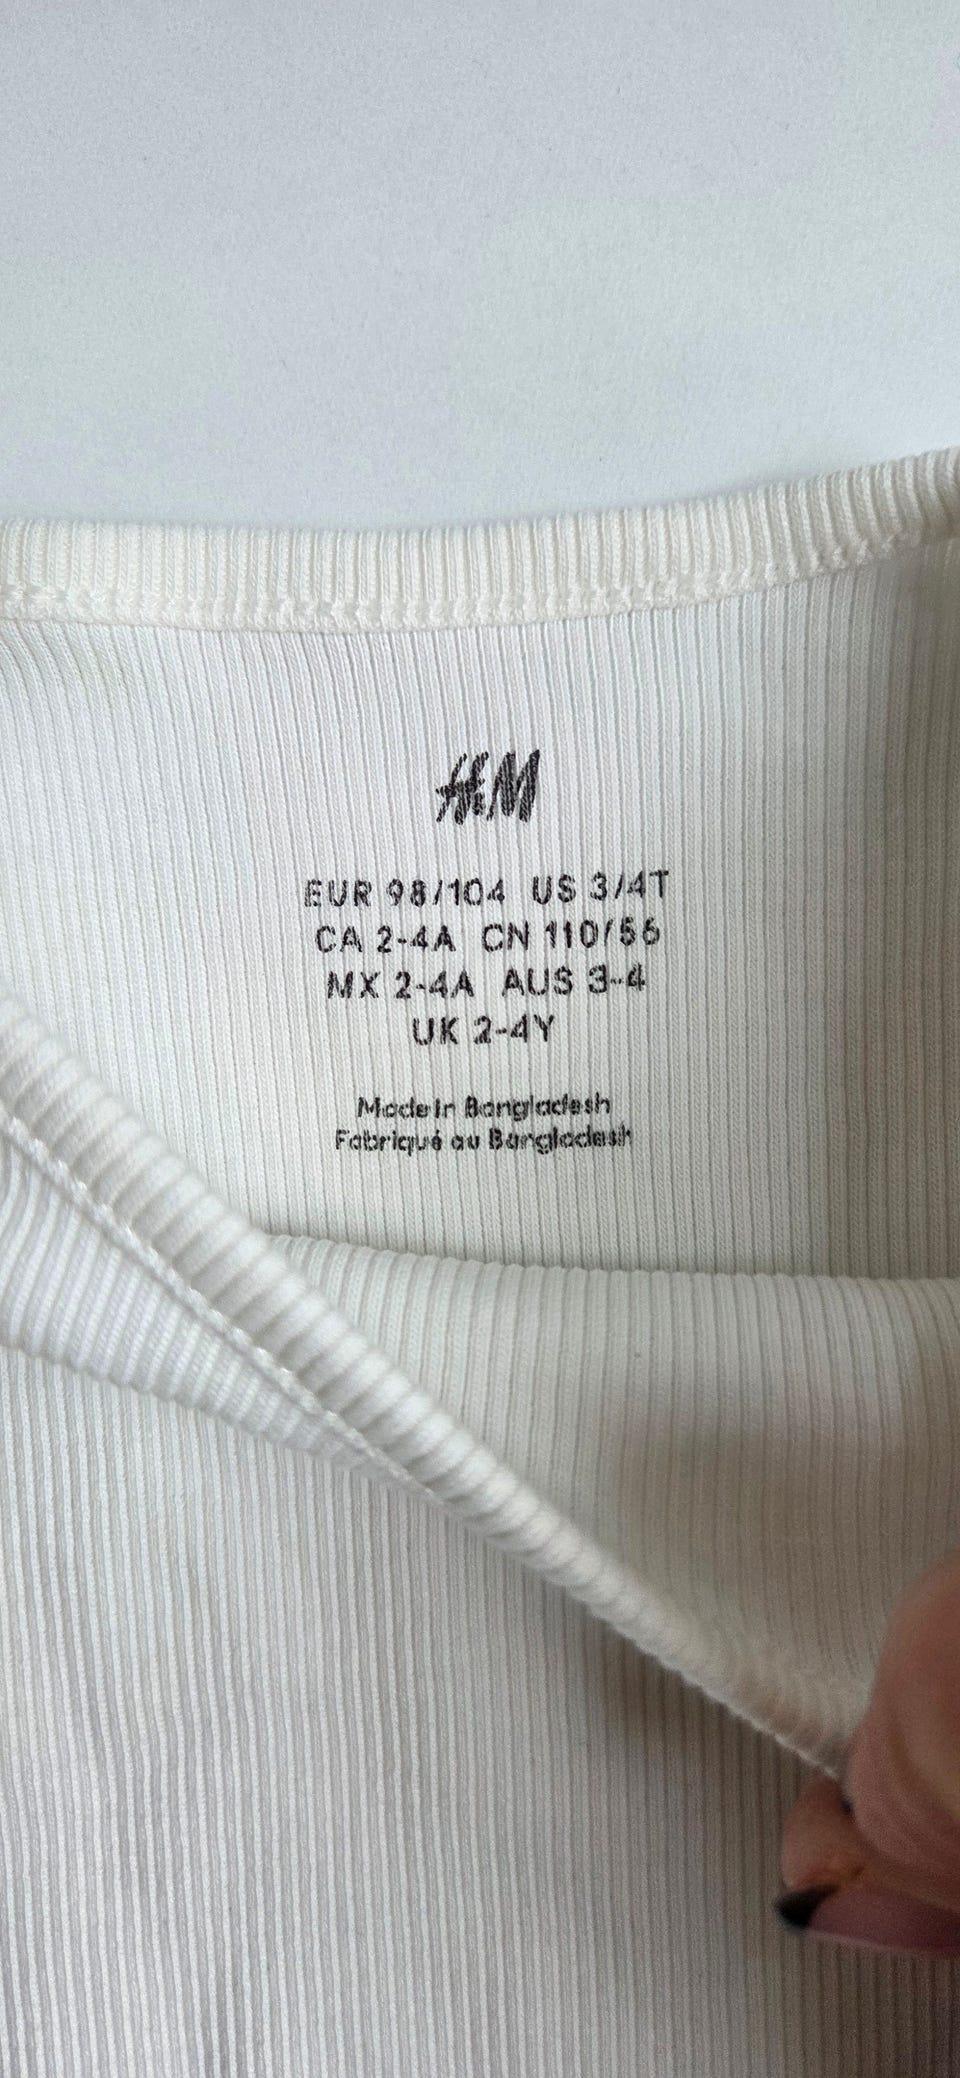 H&M
EUR 98/104 US 3/4T
CA 2-4A CN 110/56
MX 2-4A AUS 3-4
UK 2-4Y
Made in Bangladesh
Fabriqué au Bangladesh